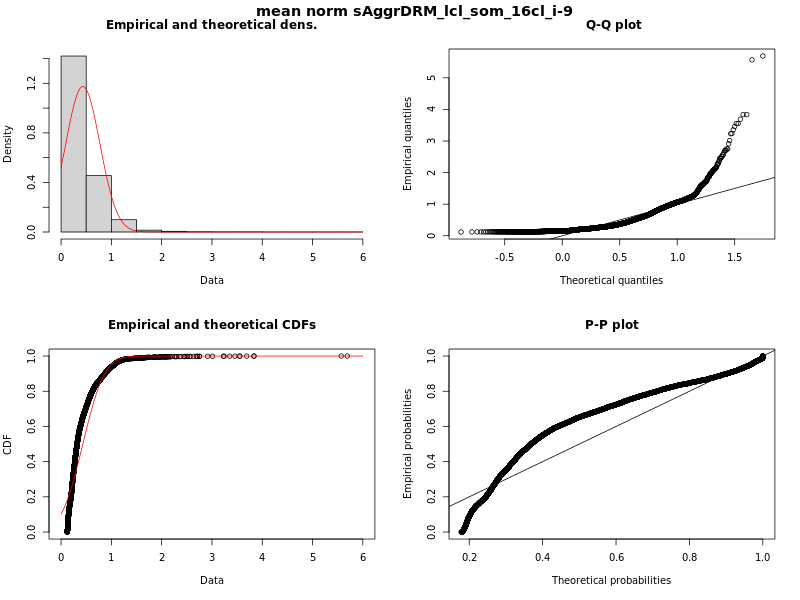 mean norm sAggrDRM_lcl_som_16cl_i-9
Empirical and theoretical dens.
Density
0.0 0.4 0.8 1.2
0 1 2 3 4 5 6
Data
Q-Q plot
Empirical quantiles
0 1 2 3 4 5
-0.5 0.0 0.5 1.0 1.5
Theoretical quantiles
Empirical and theoretical CDFs
CDF
0.0 0.2 0.4 0.6 0.8 1.0
0 1 2 3 4 5 6
Data
P-P plot
Empirical probabilities
0.0 0.2 0.4 0.6 0.8 1.0
0.2 0.4 0.6 0.8 1.0
Theoretical probabilities